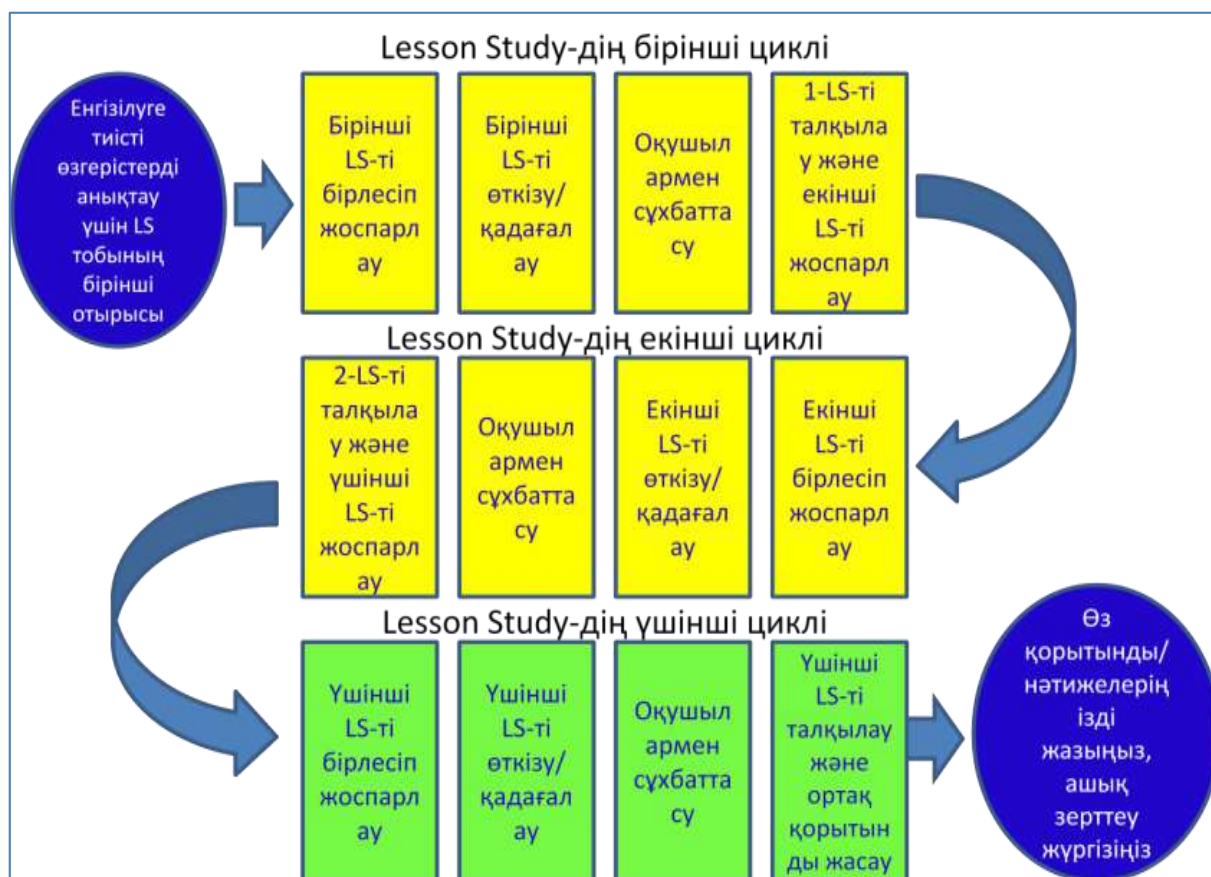 Lesson Study-дің бірінші циклі
Енгізілуге
тиісті
өзгерістерді
анықтау
үшін LS
тобының
бірінші
отырысы
Бірінші
LS-ті
бірлесіп
жоспарл
ау
Бірінші
LS-ті
өткізу/
қадағал
ау
Оқушыл
армен
сұхбатта
су
1-LS-ті
талқыла
у және
екінші
LS-ті
жоспарл
ау
Lesson Study-дің екінші циклі
2-LS-ті
талқыла
у және
үшінші
LS-ті
жоспарл
ау
Оқушыл
армен
сұхбатта
су
Екінші
LS-ті
өткізу/
қадағал
ау
Екінші
LS-ті
бірлесіп
жоспарл
ау
Lesson Study-дің үшінші циклі
Үшінші
LS-ті
бірлесіп
жоспарл
ау
Үшінші
LS-ті
өткізу/
қадағал
ау
Оқушыл
армен
сұхбатта
су
Үшінші
LS-ті
талқылау
және
ортақ
қорытын
ды жасау
Өз
қорытынды/
нәтижелерің
ізді
жазыңыз,
ашық
зерттеу
жүргізіңіз